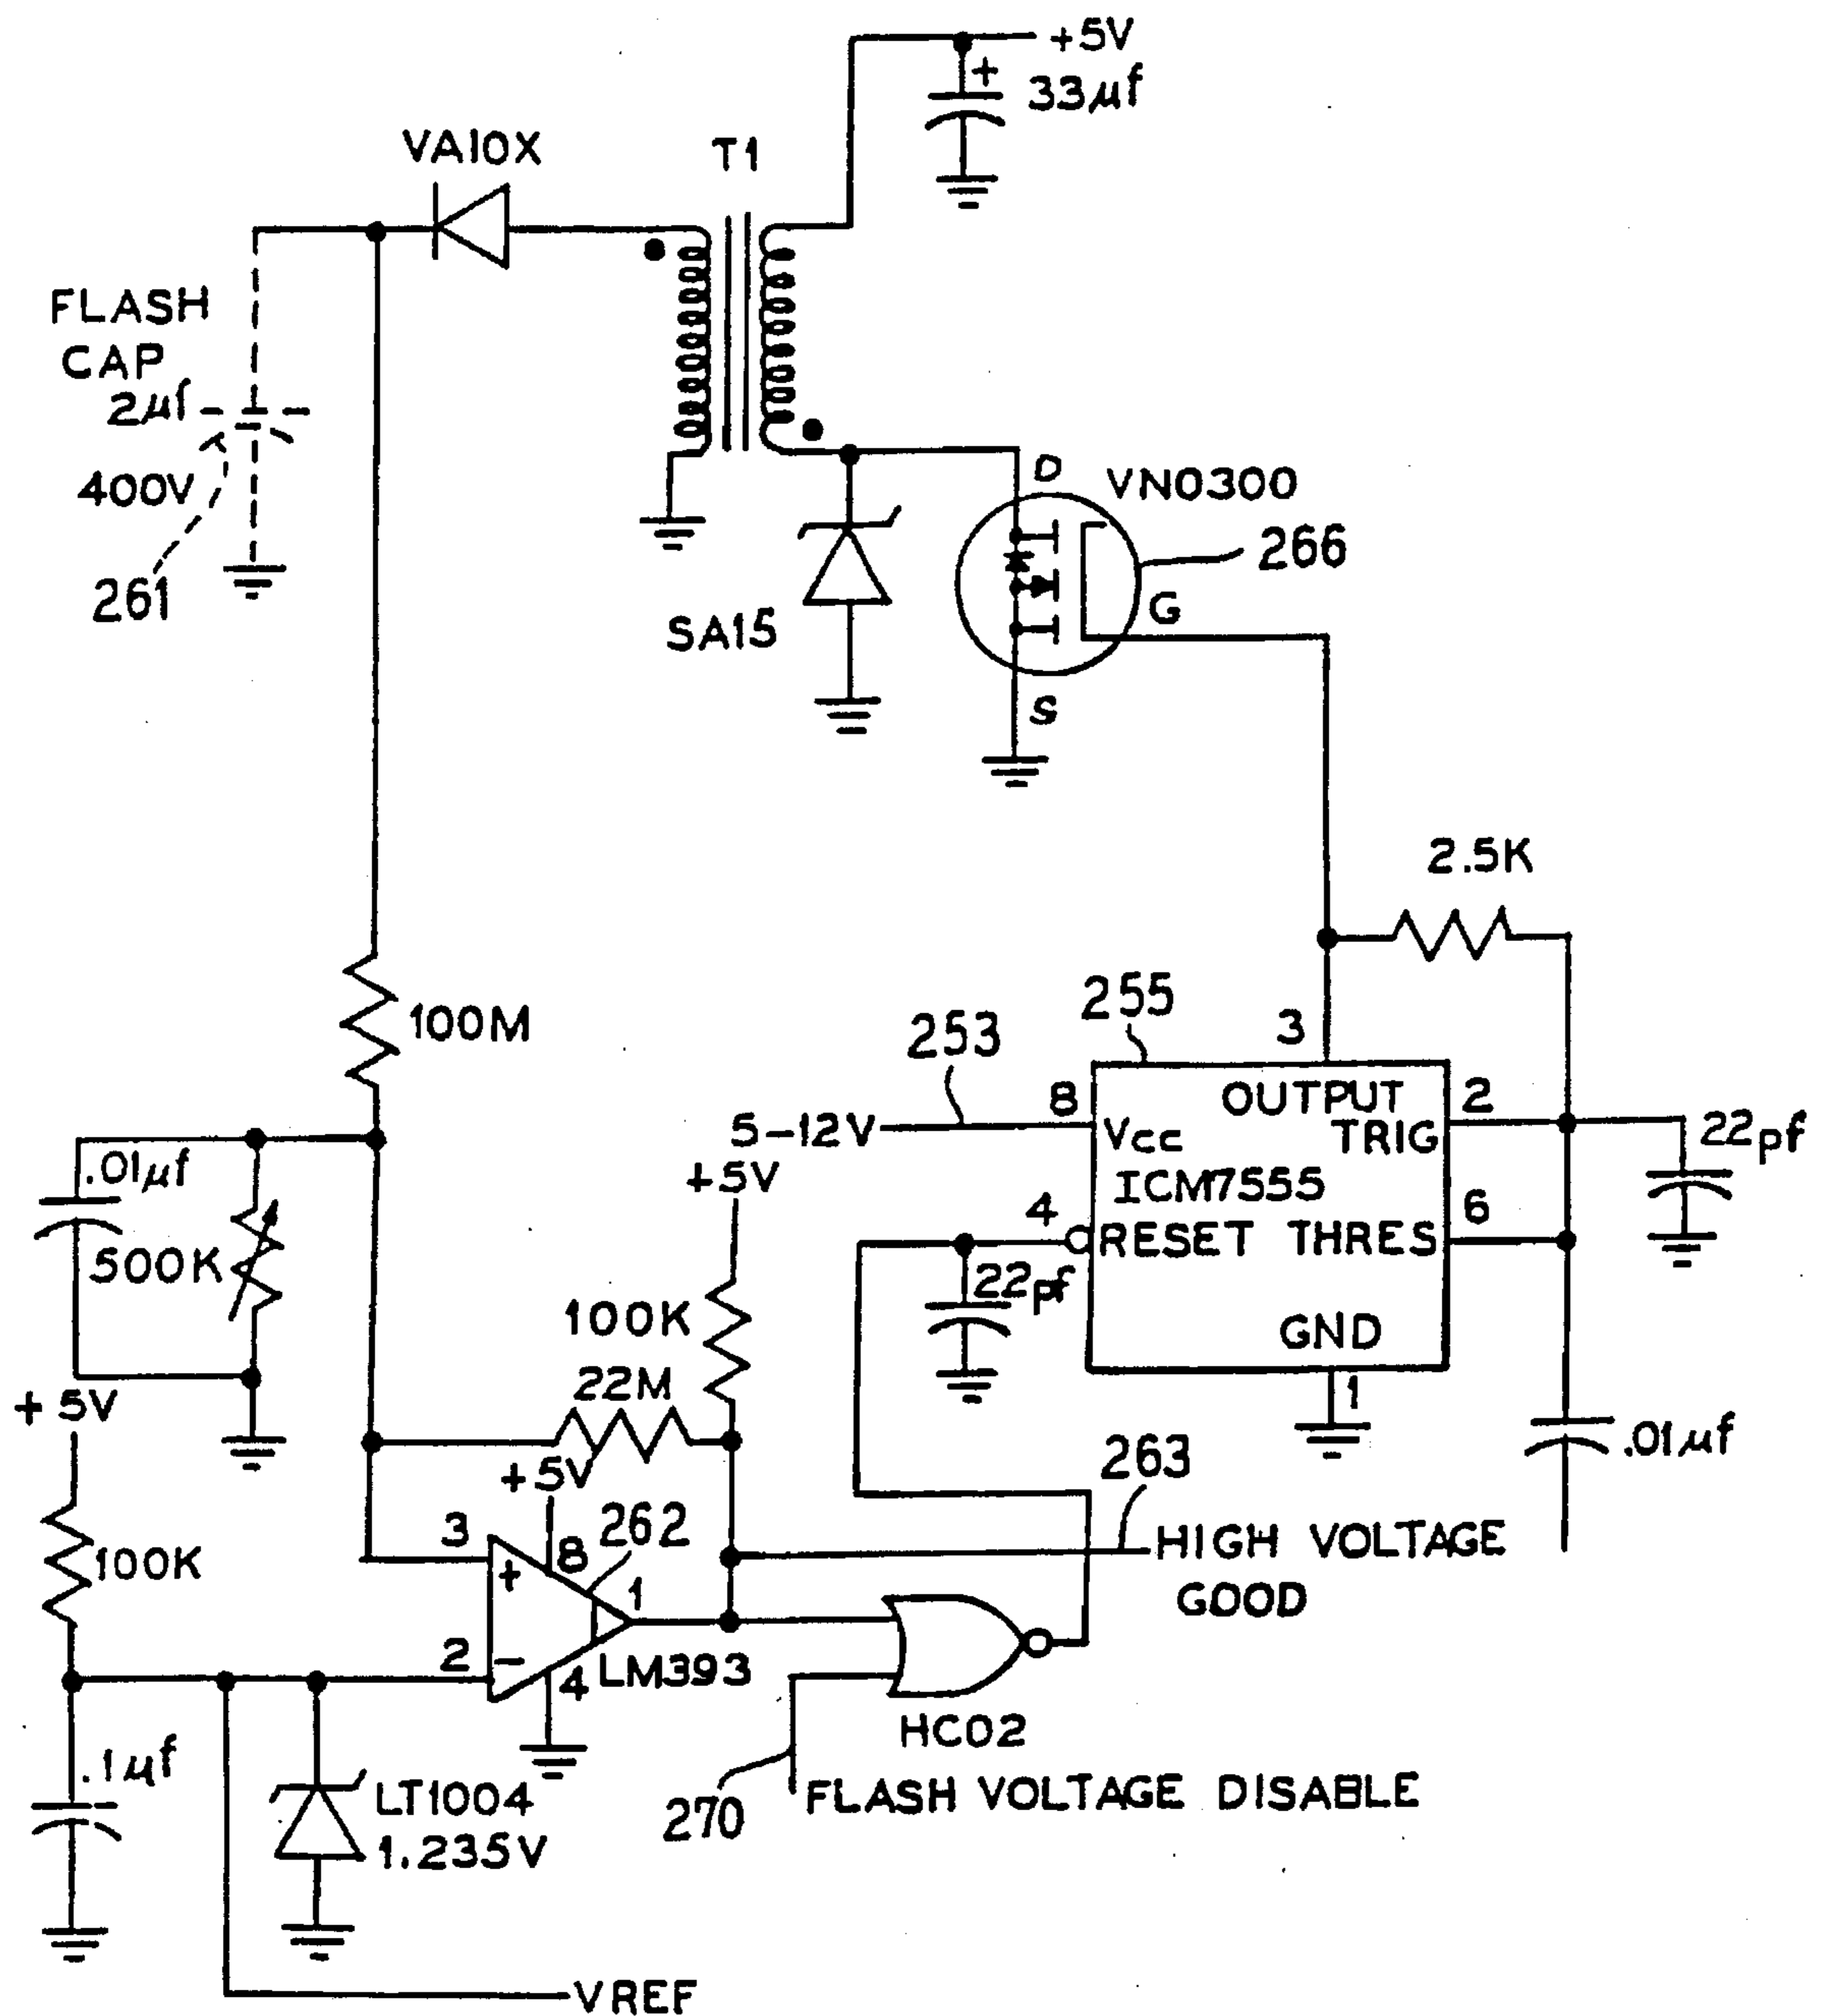 +5V
+
33µf
VA10X
T1
FLASH
CAP
2µf
400V
261
D
VN0300
266
G
SA15
S
2.5K
100M
255
3
253
8
OUTPUT
2
5-12V
Vcc
TRIG
22pf
.01µf
+5V
ICM7555
4
6
500K
RESET
THRES
22pf
100K
GND
22M
1
+5V
.01µf
+5V
263
3
262
8
HIGH VOLTAGE
GOOD
100K
+
1
2
-
4
LM393
HC02
.1µf
270
FLASH VOLTAGE DISABLE
LT1004
1.235V
VREF